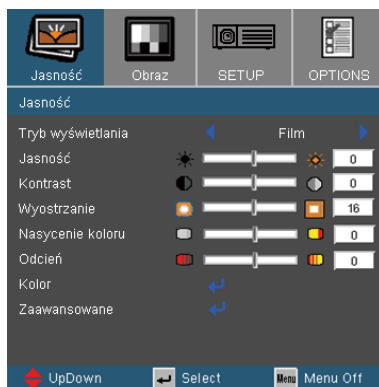 Jasność Obraz SETUP OPTIONS
Jasność
Tryb wyświetlania Film
Jasność 0
Kontrast 0
Wyostrzanie 16
Nasycenie koloru 0
Odcień 0
Kolor
Zaawansowane
UpDown Select Menu Menu Off